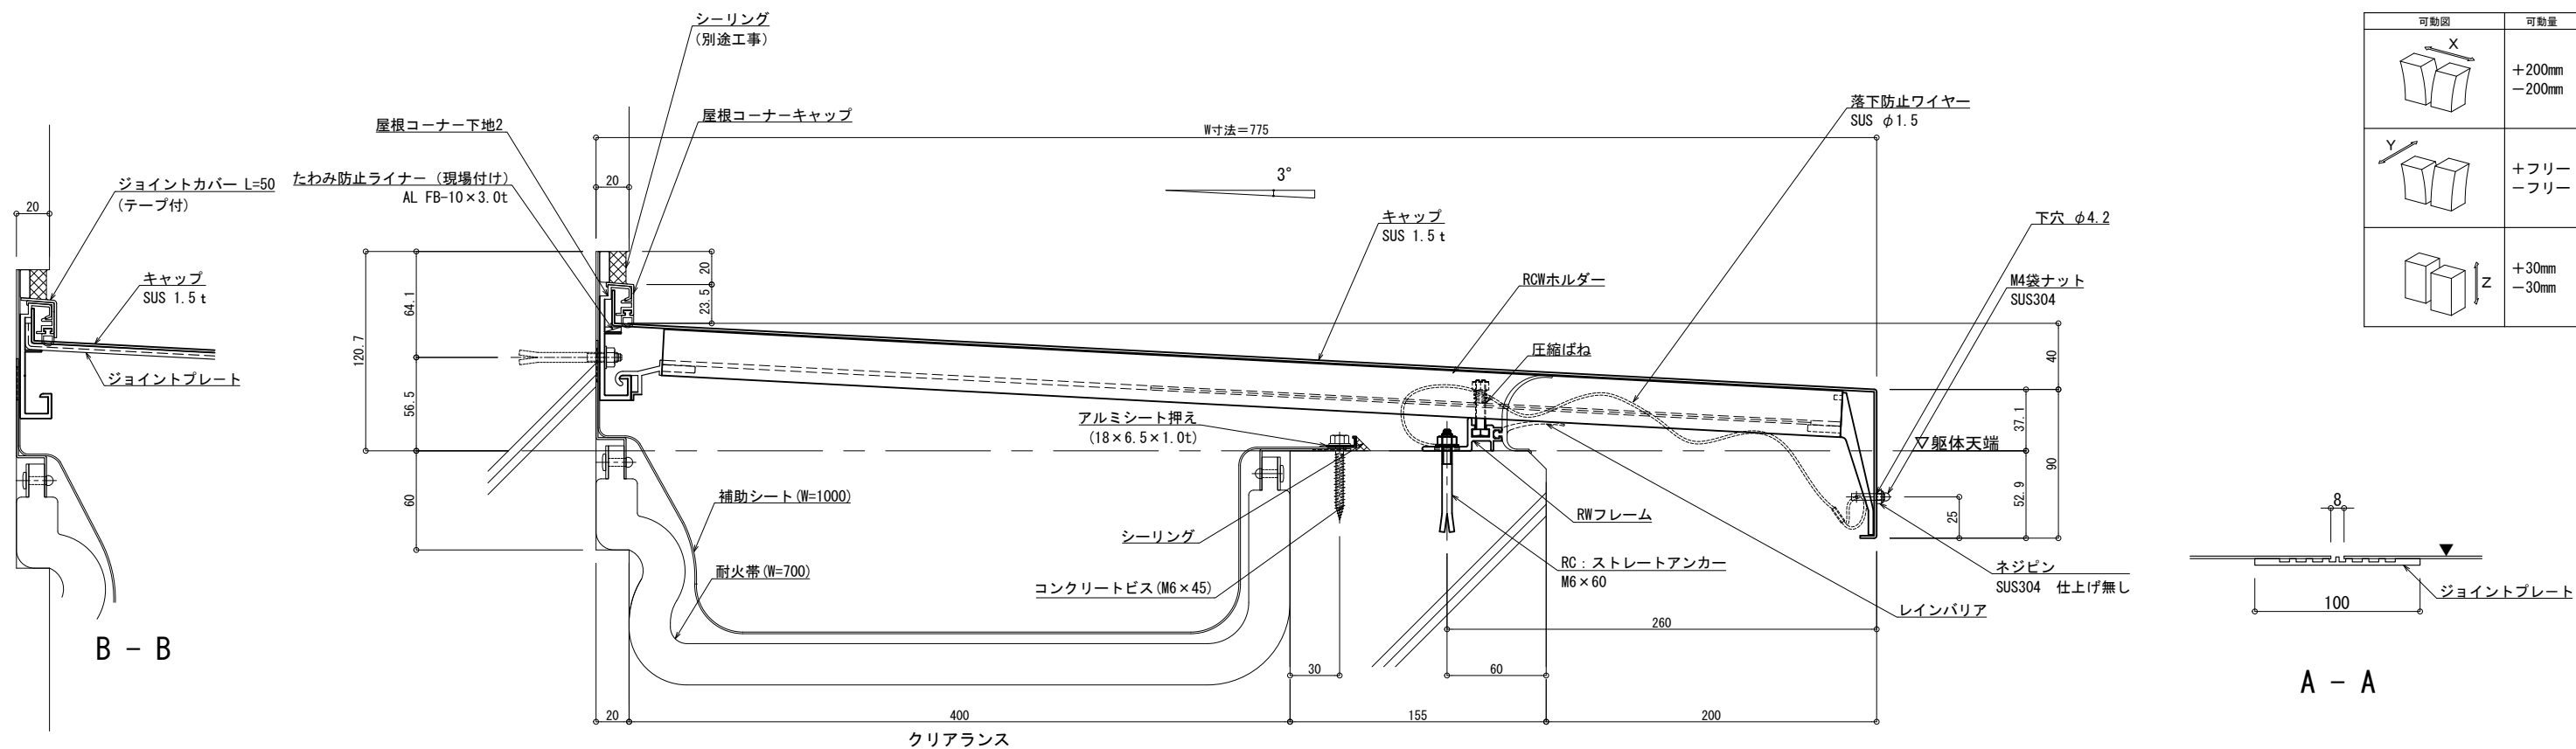 シーリング
(別途工事)
屋根コーナー下地2
屋根コーナーキャップ
W寸法＝775
落下防止ワイヤー
SUS φ1.5
可動図
可動量
X
＋200mm
－200mm
Y
＋フリー
－フリー
Z
＋30mm
－30mm
ジョイントカバー L=50
(テープ付)
たわみ防止ライナー (現場付け)
AL FB-10×3.0t
20
20
3°
キャップ
SUS 1.5ｔ
下穴 φ4.2
キャップ
SUS 1.5ｔ
RCWホルダー
M4袋ナット
SUS304
20
23.5
64.1
120.7
56.5
60
ジョイントプレート
圧縮ばね
40
37.1
アルミシート押え
(18×6.5×1.0t)
▽躯体天端
90
52.9
25
補助シート(W=1000)
シーリング
RWフレーム
耐火帯(W=700)
コンクリートビス(M6×45)
RC：ストレートアンカー
M6×60
ネジピン
SUS304　仕上げ無し
レインバリア
8
ジョイントプレート
100
B － B
260
30
60
A － A
20
400
155
200
クリアランス